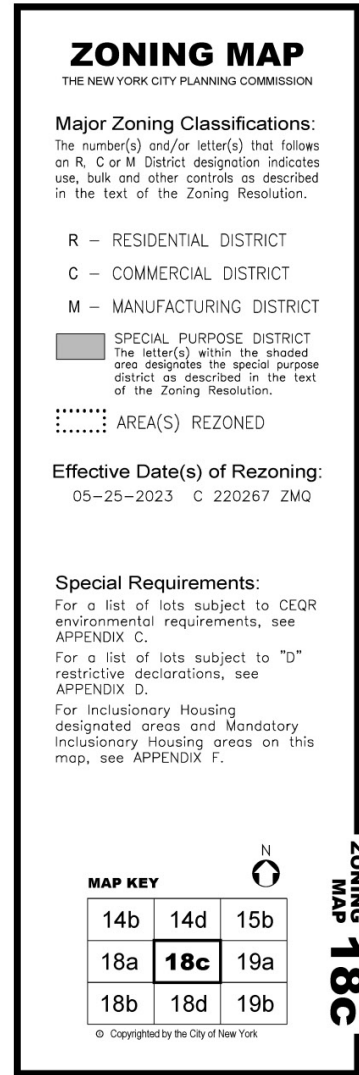 ZONING MAP
THE NEW YORK CITY PLANNING COMMISSION
Major Zoning Classifications:
The number(s) and/or letter(s) that follows
an R, C or M District designation indicates
use, bulk and other controls as described
in the text of the Zoning Resolution.
R – RESIDENTIAL DISTRICT
C – COMMERCIAL DISTRICT
M – MANUFACTURING DISTRICT
SPECIAL PURPOSE DISTRICT
The letter(s) within the shaded
area designates the special purpose
district as described in the text
of the Zoning Resolution.
AREA(S) REZONED
Effective Date(s) of Rezoning:
05-25-2023 C 220267 ZMQ
Special Requirements:
For a list of lots subject to CEQR
environmental requirements, see
APPENDIX C.
For a list of lots subject to "D"
restrictive declarations, see
APPENDIX D.
For Inclusionary Housing
designated areas and Mandatory
Inclusionary Housing areas on this
map, see APPENDIX F.
N
MAP KEY
14b 14d 15b
18a 18c 19a
18b 18d 19b
© Copyrighted by the City of New York
ZONING
MAP
18c